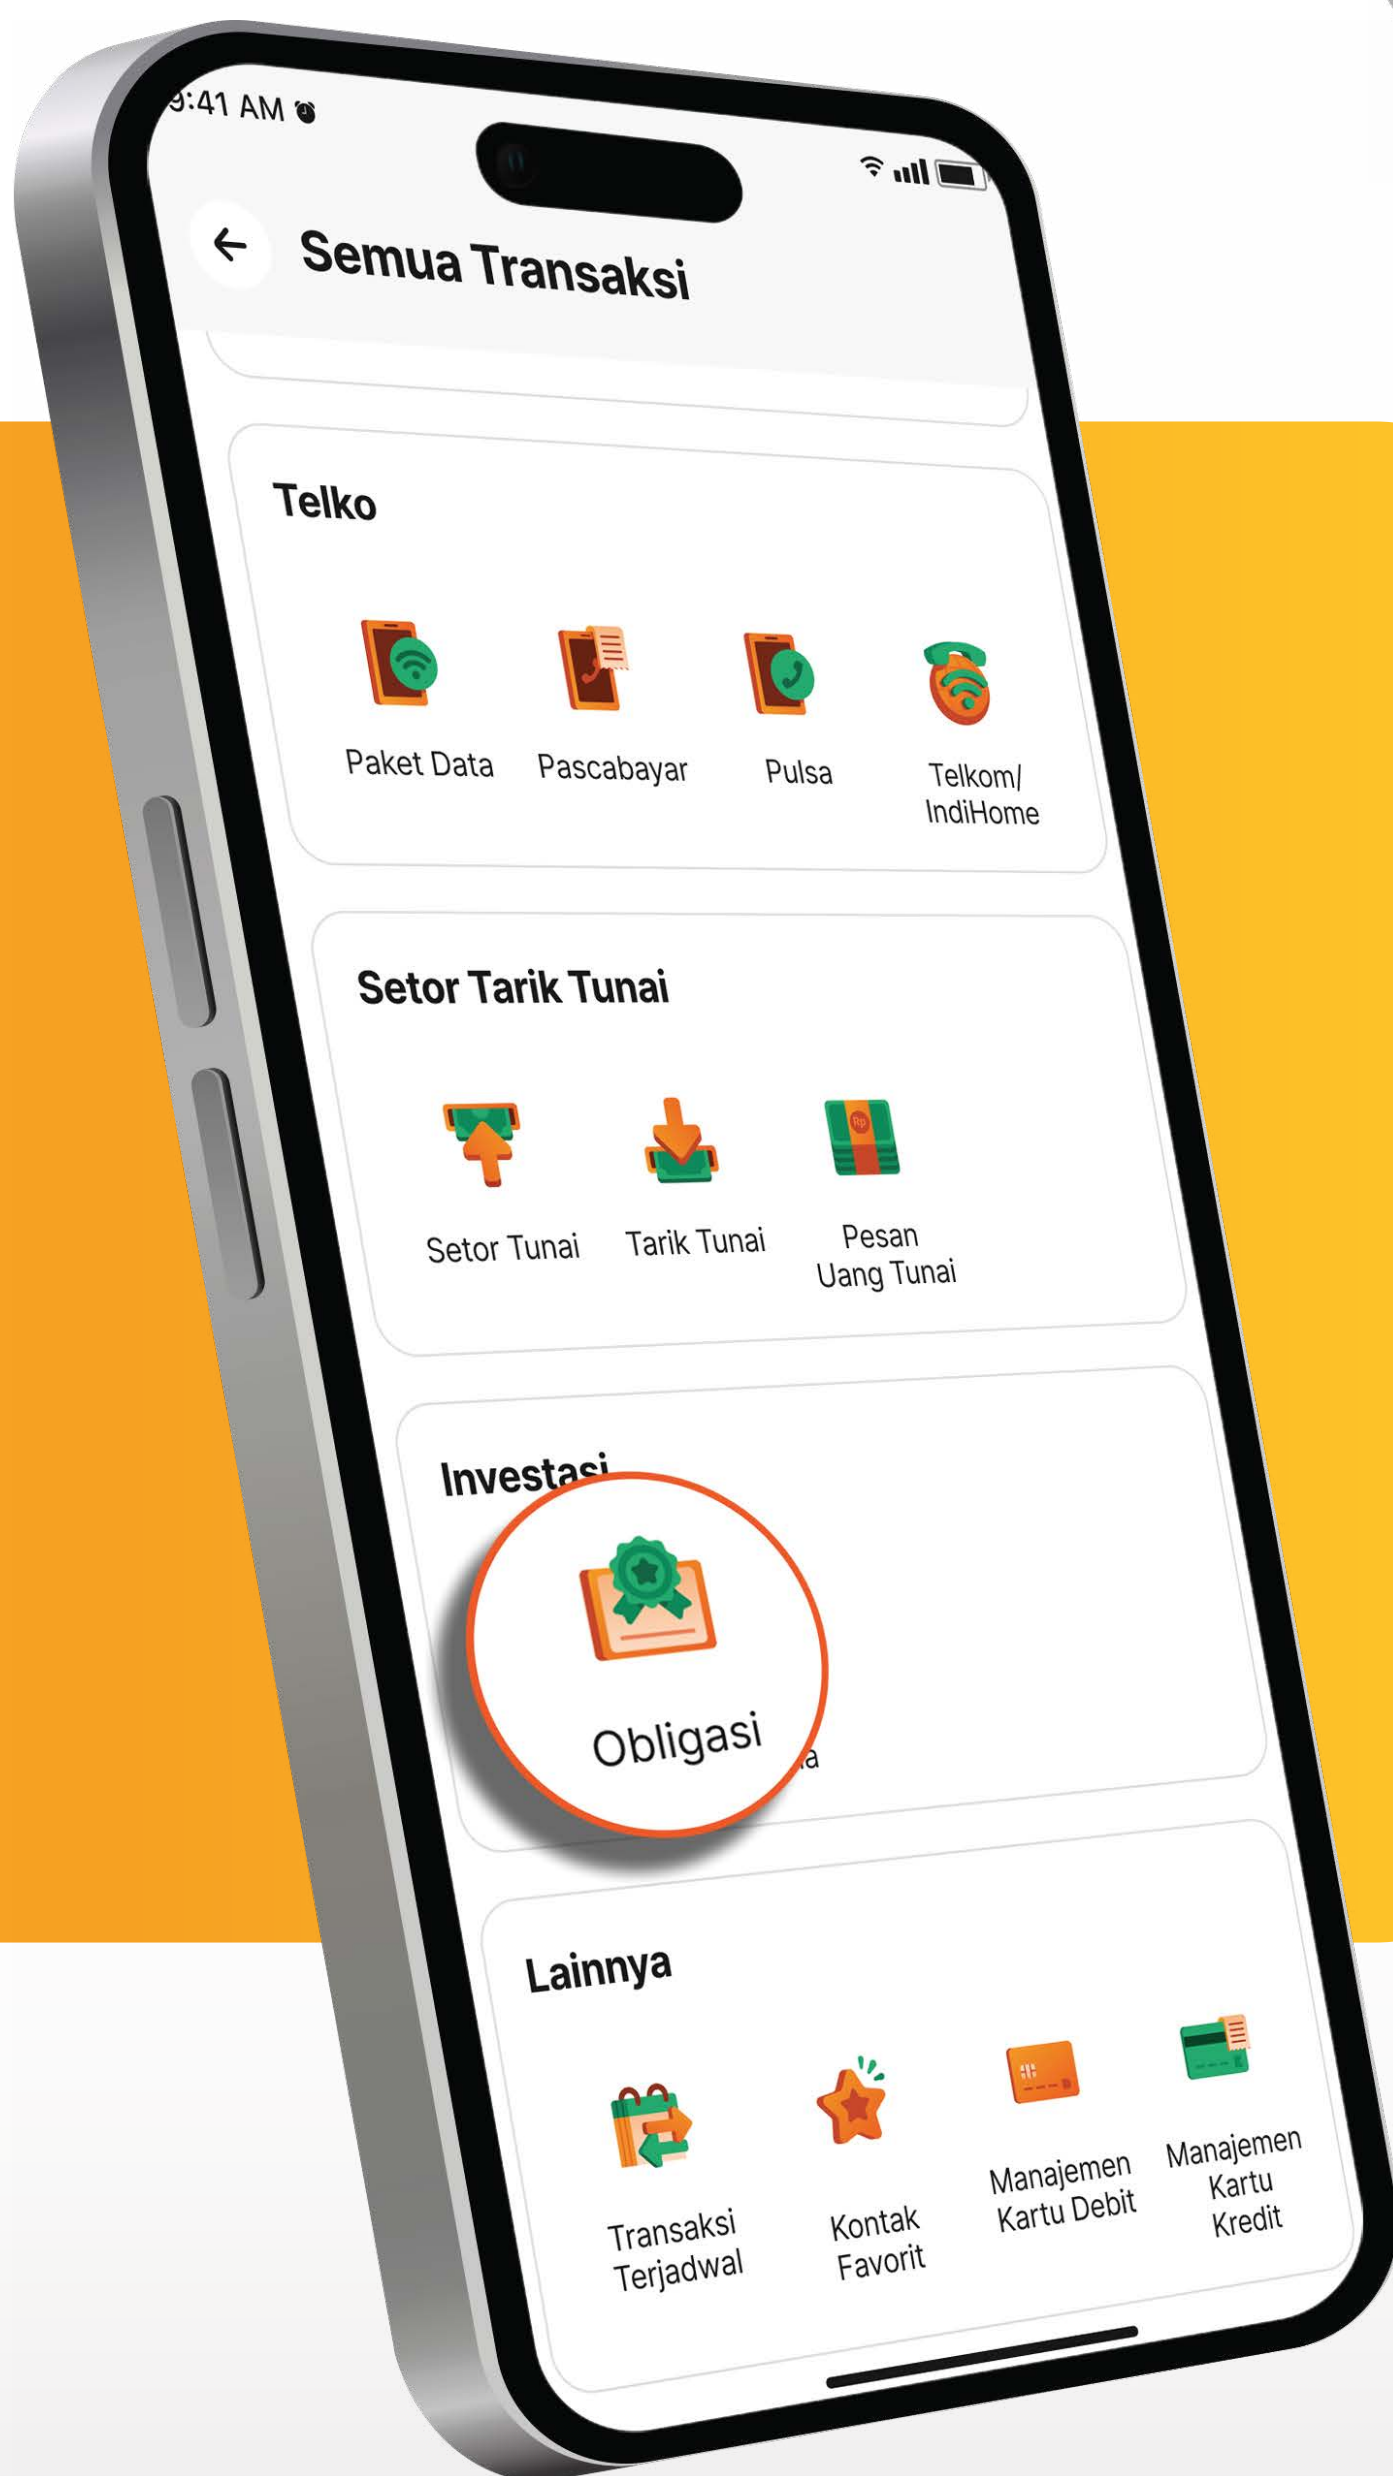 9:41 AM
Semua Transaksi
Telko
Paket Data
Pascabayar
Pulsa
Telkom/
IndiHome
Setor Tarik Tunai
Rp
Setor Tunai
Tarik Tunai
Pesan
Uang Tunai
Investasi
Obligasi
Lainnya
Transaksi
Terjadwal
Kontak
Favorit
Manajemen
Kartu Debit
Manajemen
Kartu
Kredit